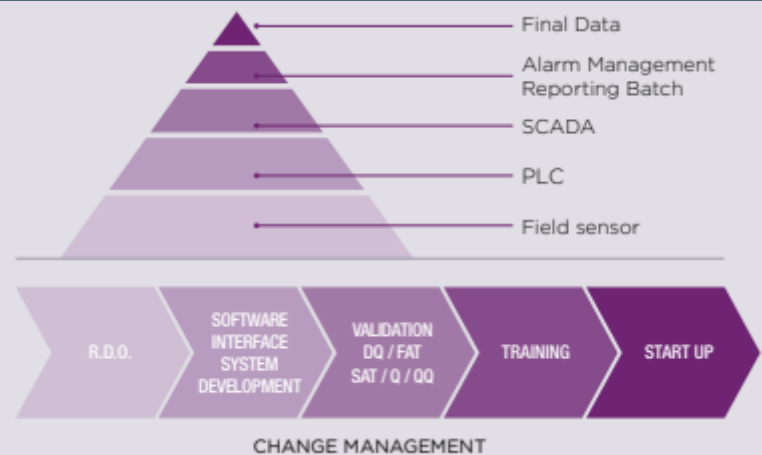 Final Data
Alarm Management
Reporting Batch
SCADA
PLC
Field sensor
R.D.O.
SOFTWARE
INTERFACE
SYSTEM
DEVELOPMENT
VALIDATION
DQ / FAT
SAT / Q / QQ
TRAINING
START UP
CHANGE MANAGEMENT